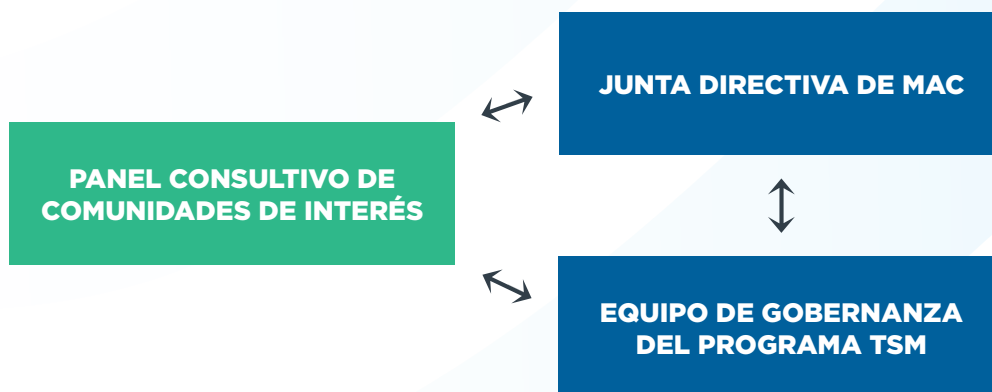 JUNTA DIRECTIVA DE MAC
PANEL CONSULTIVO DE
COMUNIDADES DE INTERÉS
EQUIPO DE GOBERNANZA
DEL PROGRAMA TSM